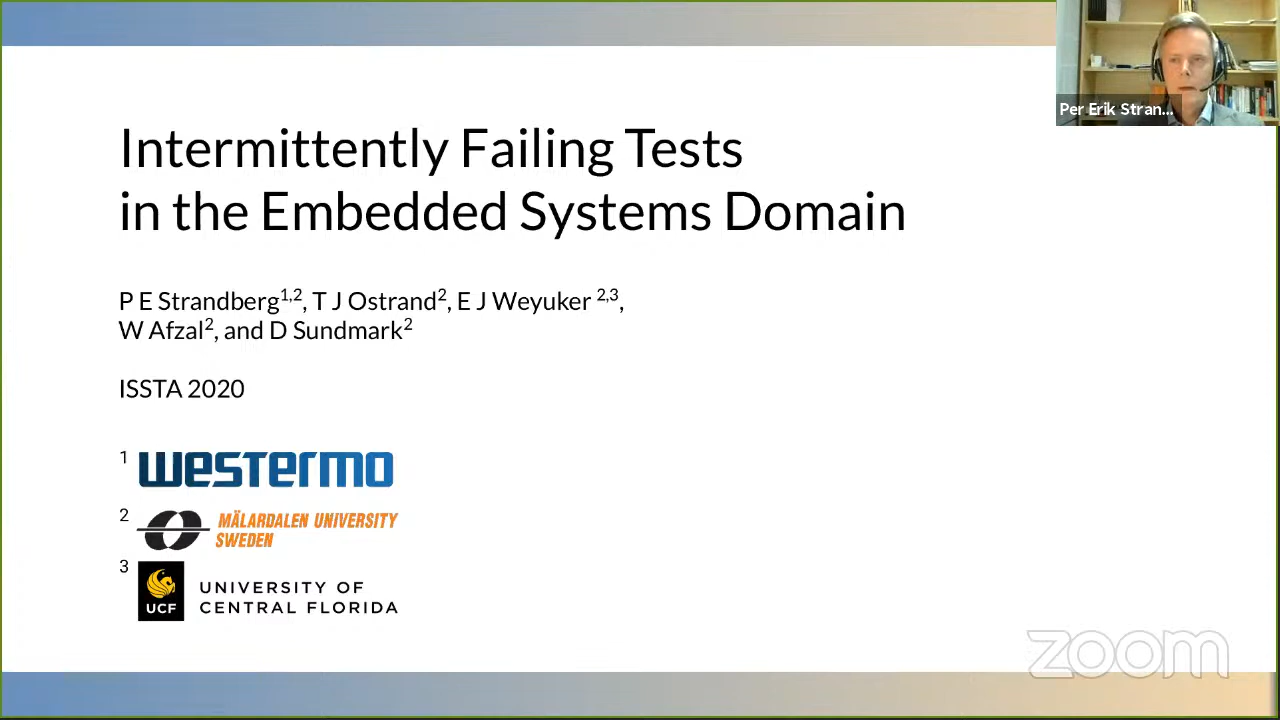 Per Erik Stran...
Intermittently Failing Tests
in the Embedded Systems Domain
P E Strandberg1,2, T J Ostrand2, E J Weyuker 2,3,
W Afzal2, and D Sundmark2
ISSTA 2020
1 westermo
2 MÄLARDALEN UNIVERSITY
SWEDEN
3 UCF UNIVERSITY OF
CENTRAL FLORIDA
zoom